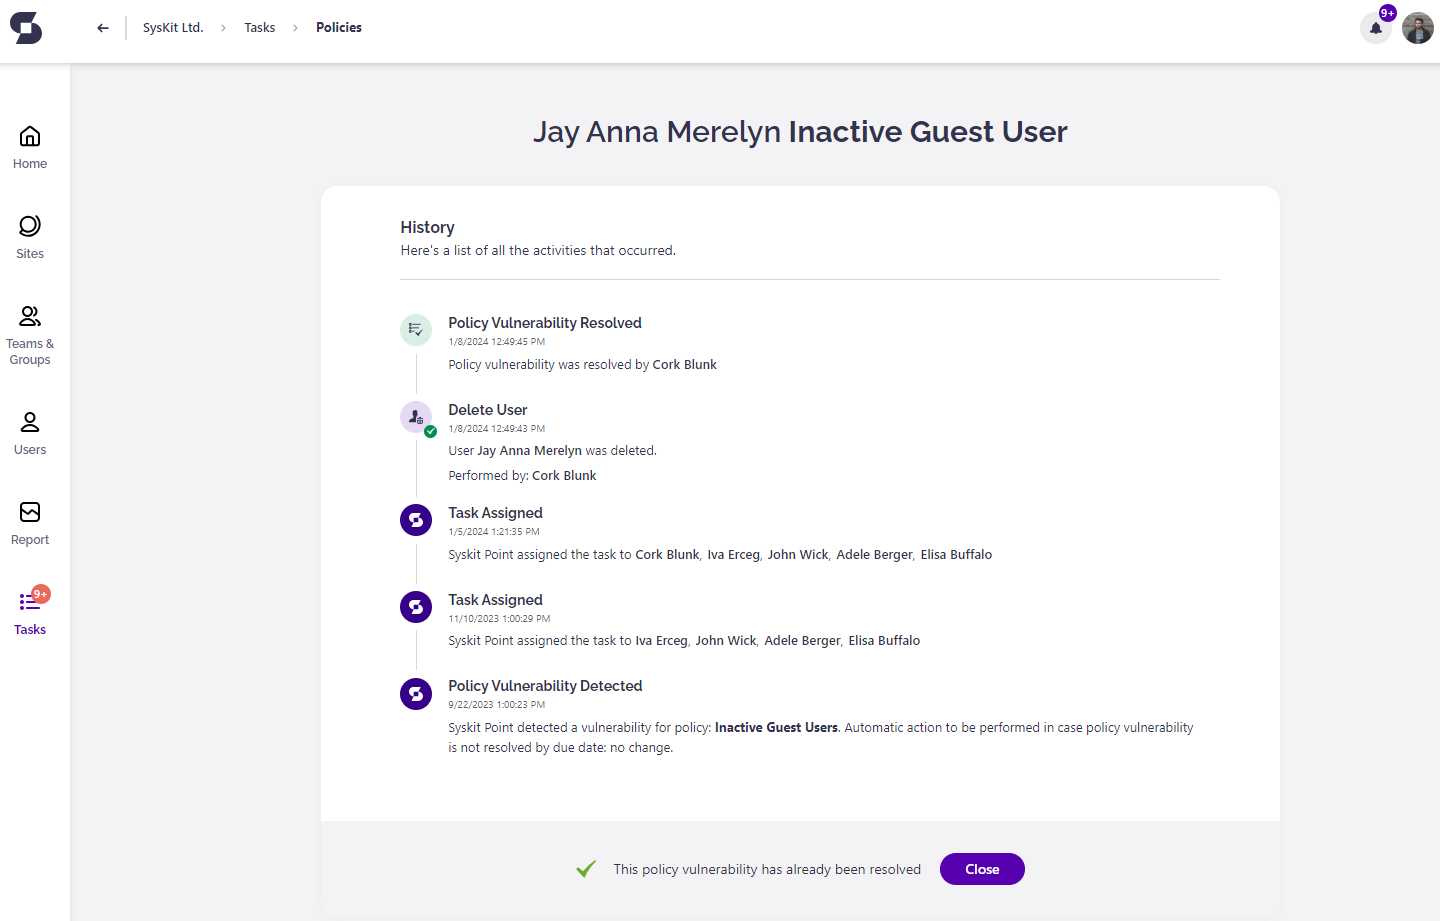 SysKit Ltd. > Tasks > Policies
9+
Home
Sites
Teams &
Groups
Users
Report
9+
Tasks
Jay Anna Merelyn Inactive Guest User
History
Here's a list of all the activities that occurred.
Policy Vulnerability Resolved
1/8/2024 12:49:45 PM
Policy vulnerability was resolved by Cork Blunk
Delete User
1/8/2024 12:49:43 PM
User Jay Anna Merelyn was deleted.
Performed by: Cork Blunk
Task Assigned
1/5/2024 1:21:35 PM
Syskit Point assigned the task to Cork Blunk, Iva Erceg, John Wick, Adele Berger, Elisa Buffalo
Task Assigned
11/10/2023 1:00:29 PM
Syskit Point assigned the task to Iva Erceg, John Wick, Adele Berger, Elisa Buffalo
Policy Vulnerability Detected
9/22/2023 1:00:23 PM
Syskit Point detected a vulnerability for policy: Inactive Guest Users. Automatic action to be performed in case policy vulnerability
is not resolved by due date: no change.
This policy vulnerability has already been resolved
Close